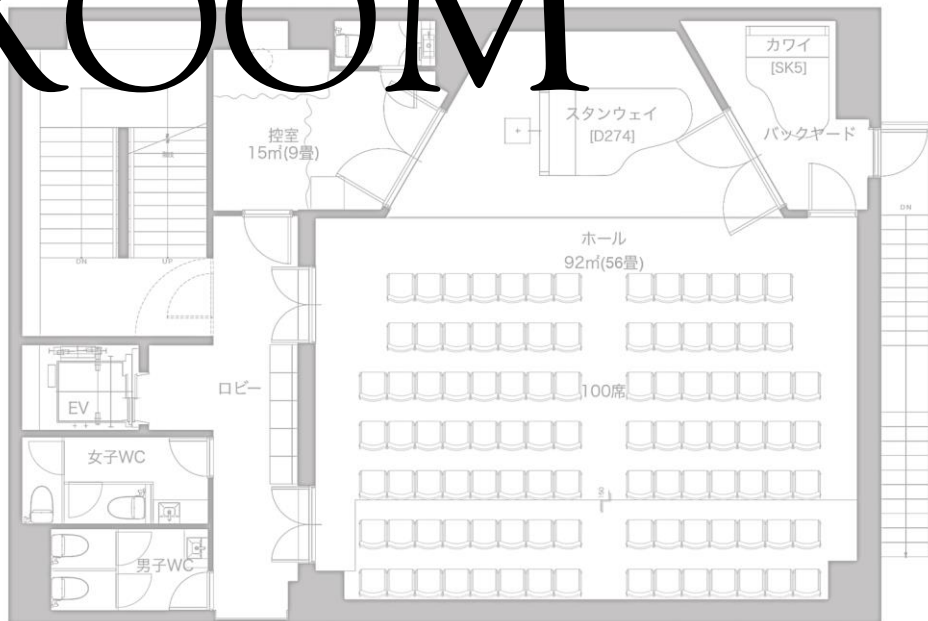 ROOM
カワイ
[SK5]
スタンウェイ
[D274]
バックヤード
控室
15㎡(9畳)
DN
UP
DN
ホール
92㎡(56畳)
100席
ロビー
EV
女子WC
男子WC